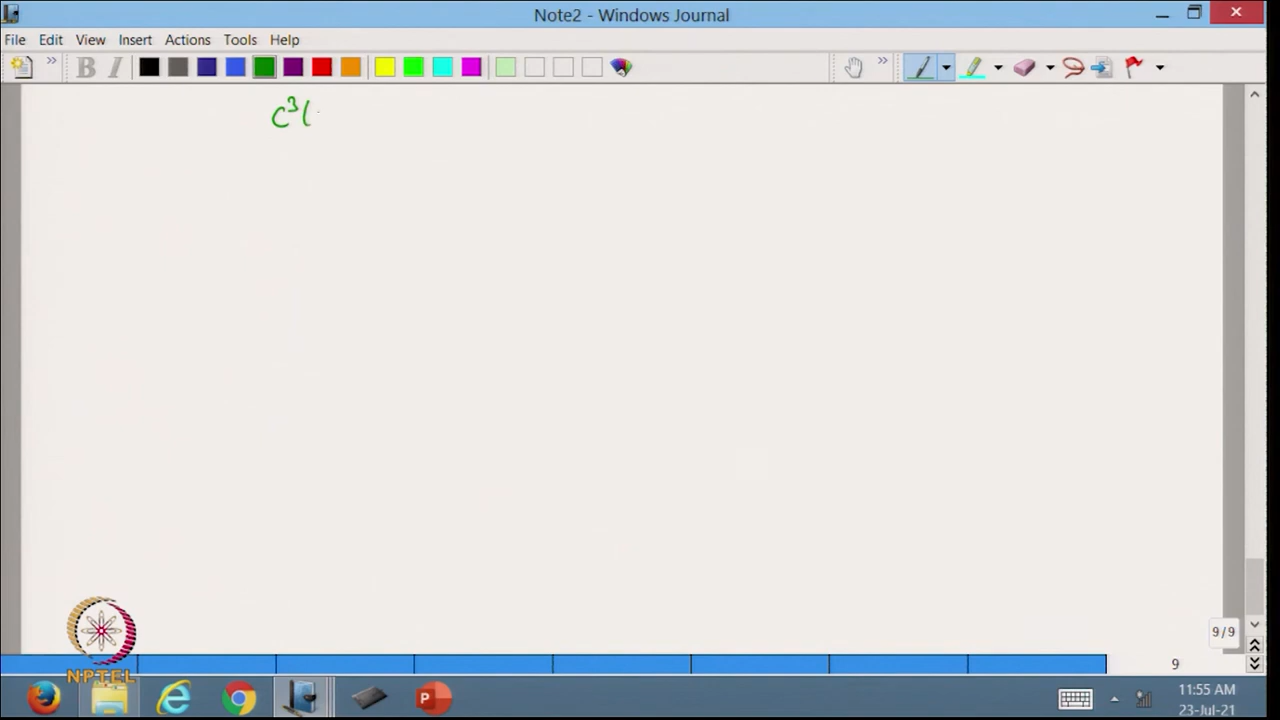 Note2 - Windows Journal
File Edit View Insert Actions Tools Help
B I
C³(
9/9
NPTEL
9
11:55 AM
23-Jul-21